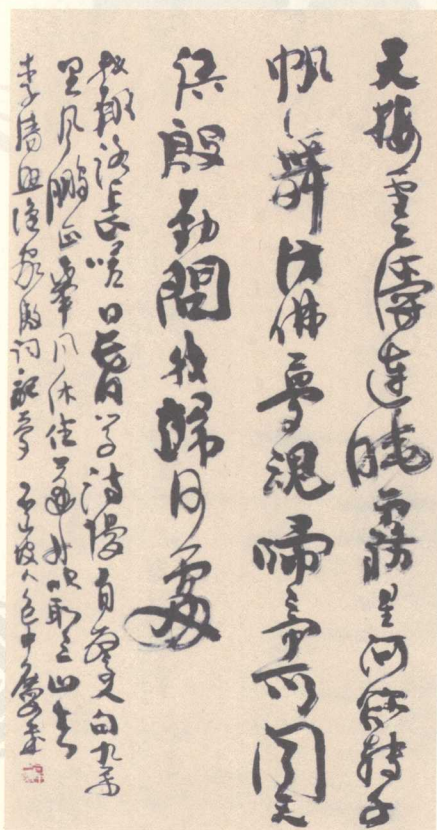 天接雲濤連曉霧星河欲轉千
帆舞彷佛夢魂歸帝所聞天
語殷勤問我歸何處
我報路長嗟日暮學詩謾有驚人句九萬
里風鵬正舉風休住蓬舟吹取三山去
李清照漁家傲詞記夢